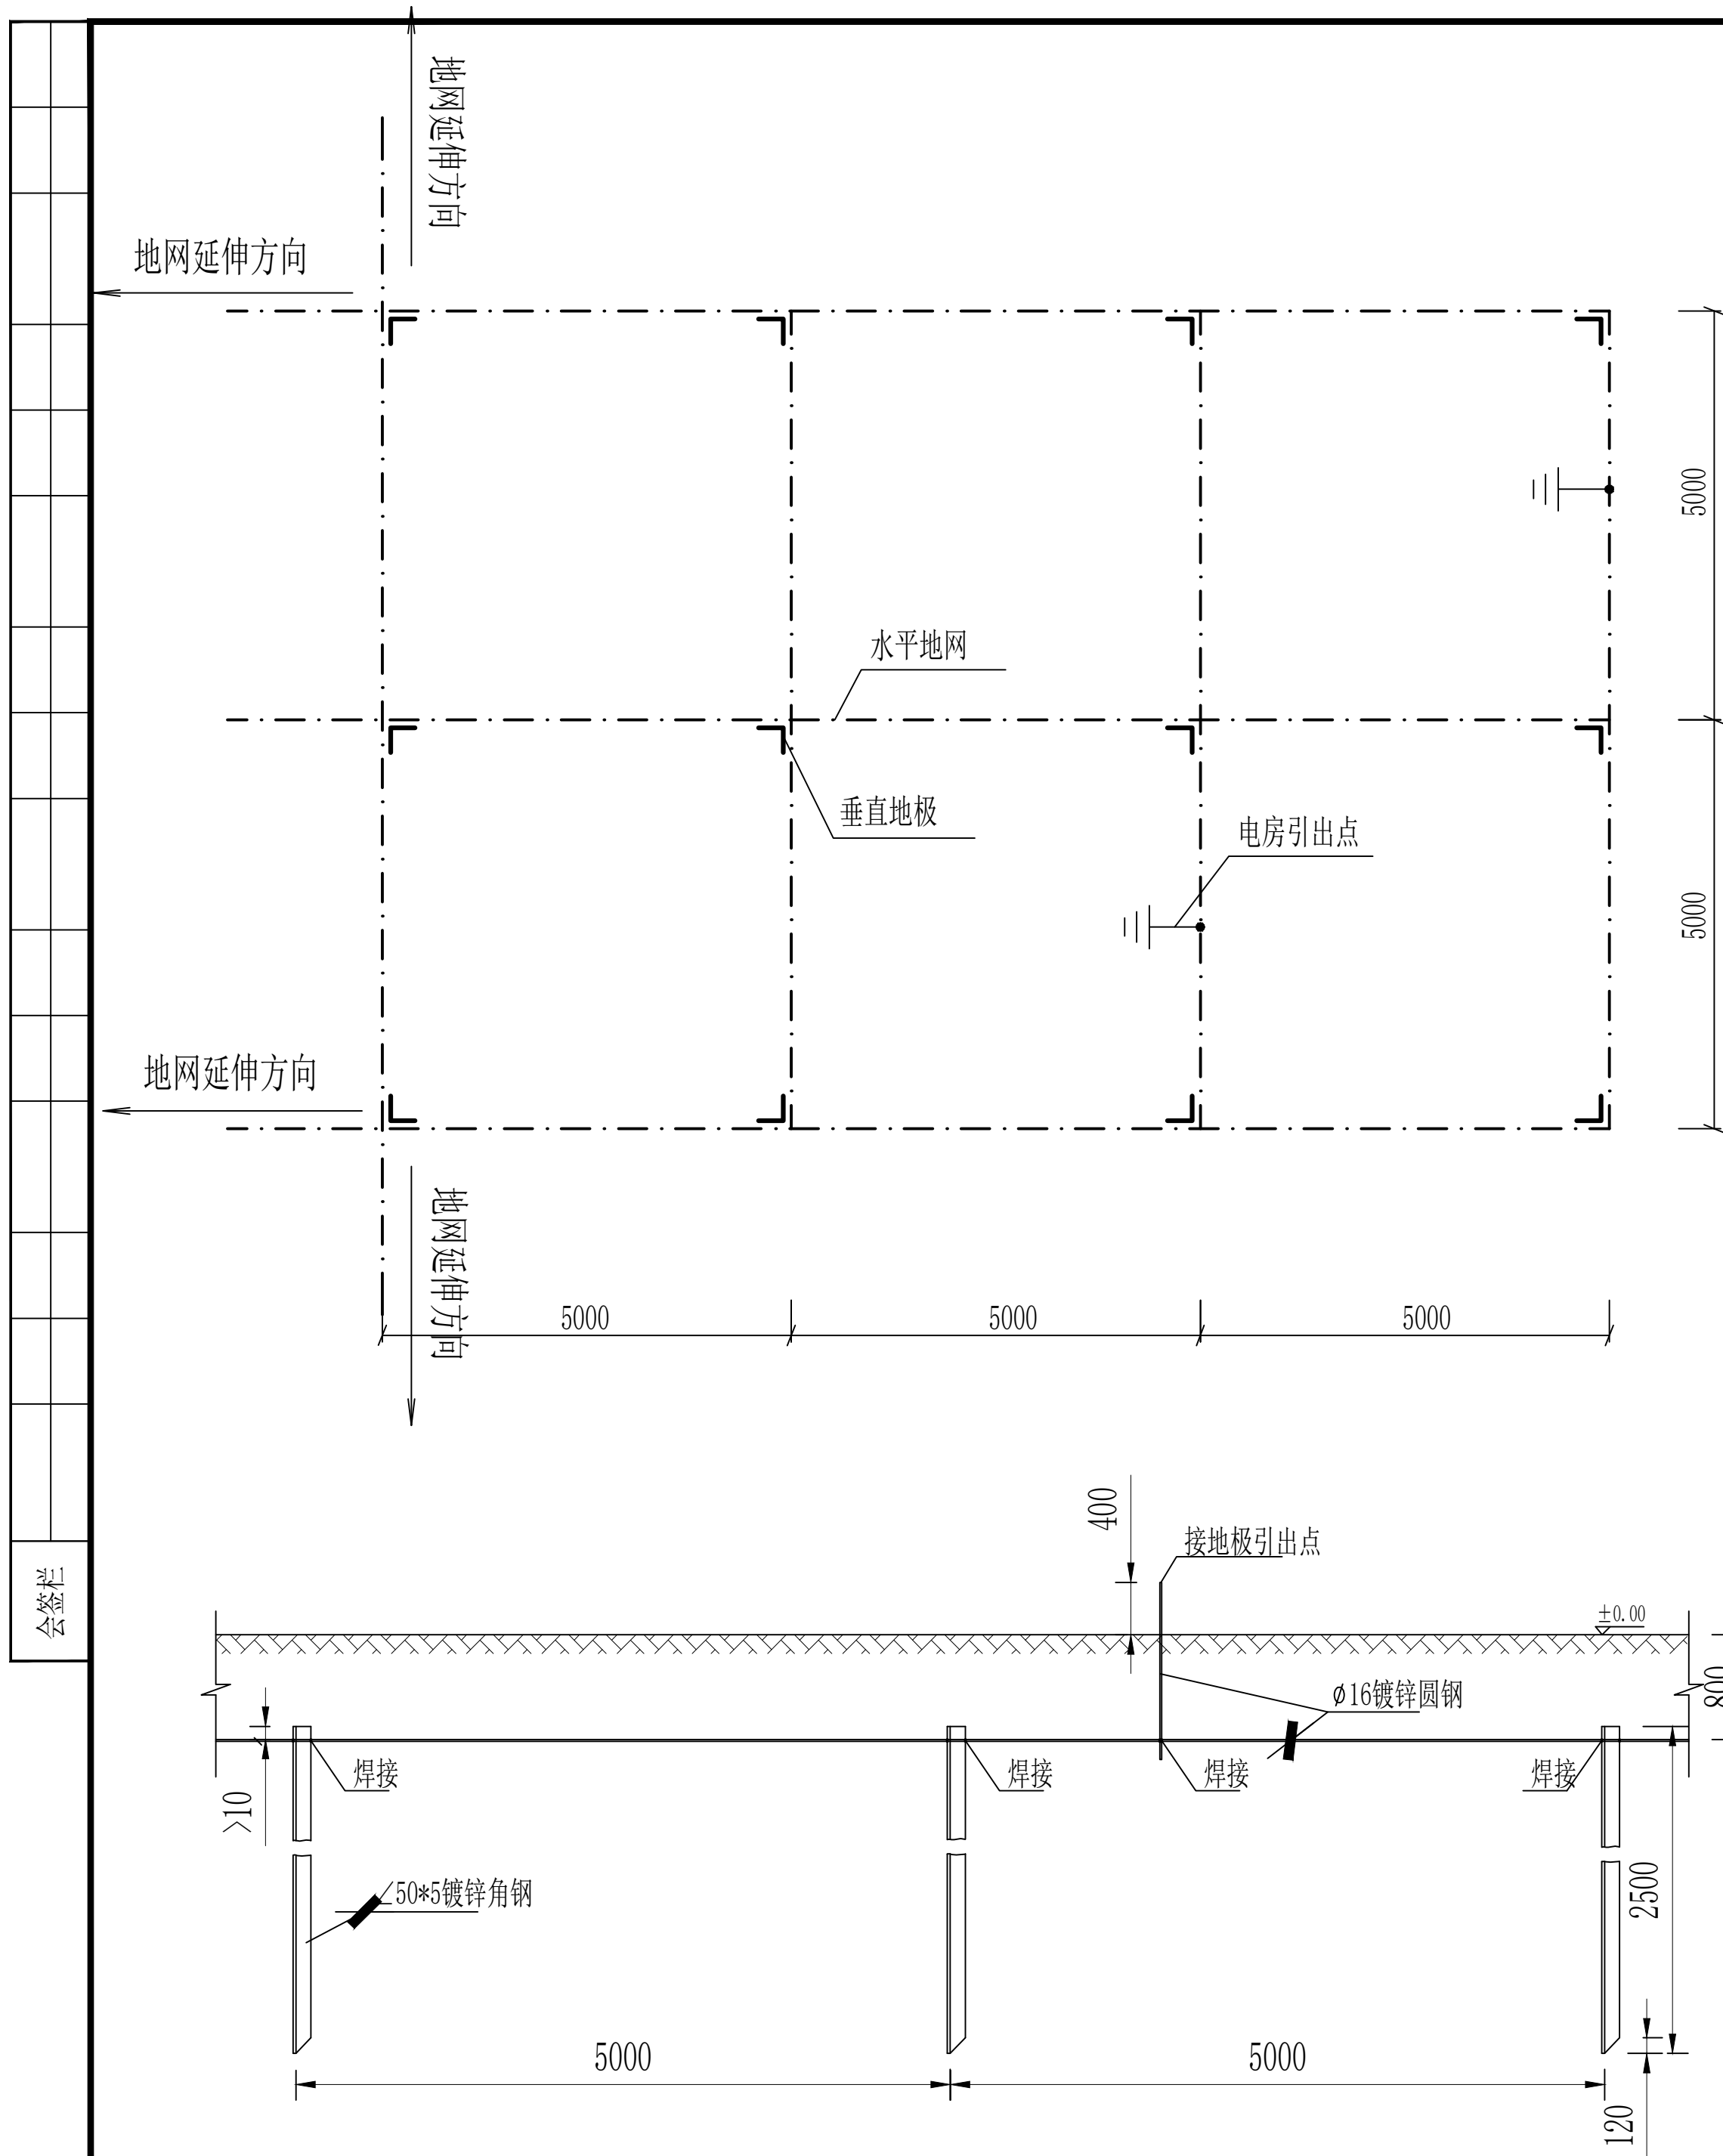 地网延伸方向
地网延伸方向
5000
水平地网
垂直地极
电房引出点
5000
地网延伸方向
地网延伸方向
5000
5000
5000
400
接地极引出点
±0.00
会签栏
800
ø16镀锌圆钢
焊接
焊接
焊接
焊接
>10
50*5镀锌角钢
2500
5000
5000
120